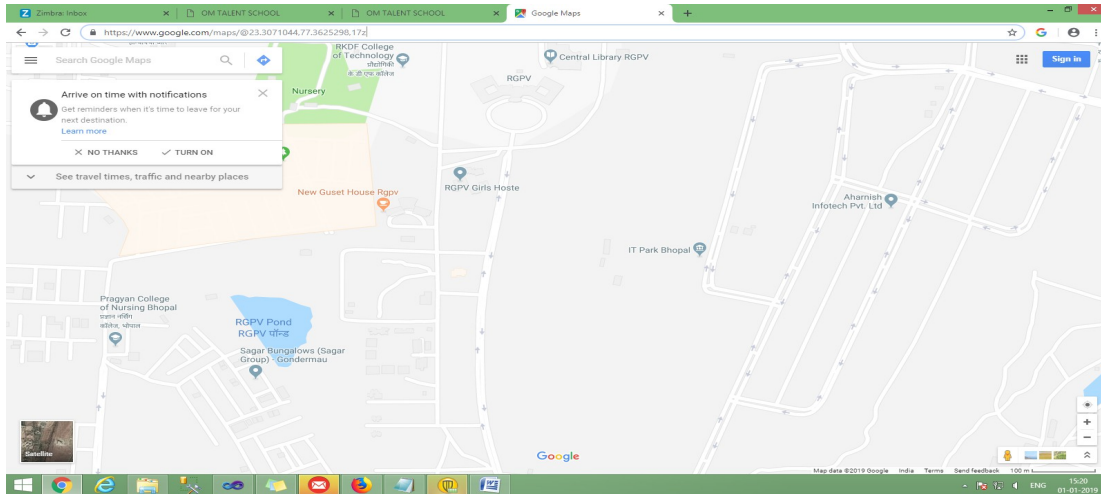 Zimbra: Inbox
OM TALENT SCHOOL
OM TALENT SCHOOL
Google Maps
https://www.google.com/maps/@23.3071044,77.3625298,17z
Search Google Maps
Sign in
Arrive on time with notifications
Get reminders when it's time to leave for your
next destination.
Learn more
NO THANKS
TURN ON
See travel times, traffic and nearby places
RKDF College
of Technology
Nursery
Central Library RGPV
RGPV
RGPV Girls Hoste
New Guset House Rgpv
Aharnish
Infotech Pvt. Ltd
IT Park Bhopal
Pragyan College
of Nursing Bhopal
प्रज्ञान नर्सिंग
कॉलेज, भोपाल
RGPV Pond
RGPV पॉन्ड
Sagar Bungalows (Sagar
Group) - Gondermau
Satellite
Google
Map data ©2019 Google India Terms Send feedback 100 m
ENG
15:20
01-01-2019